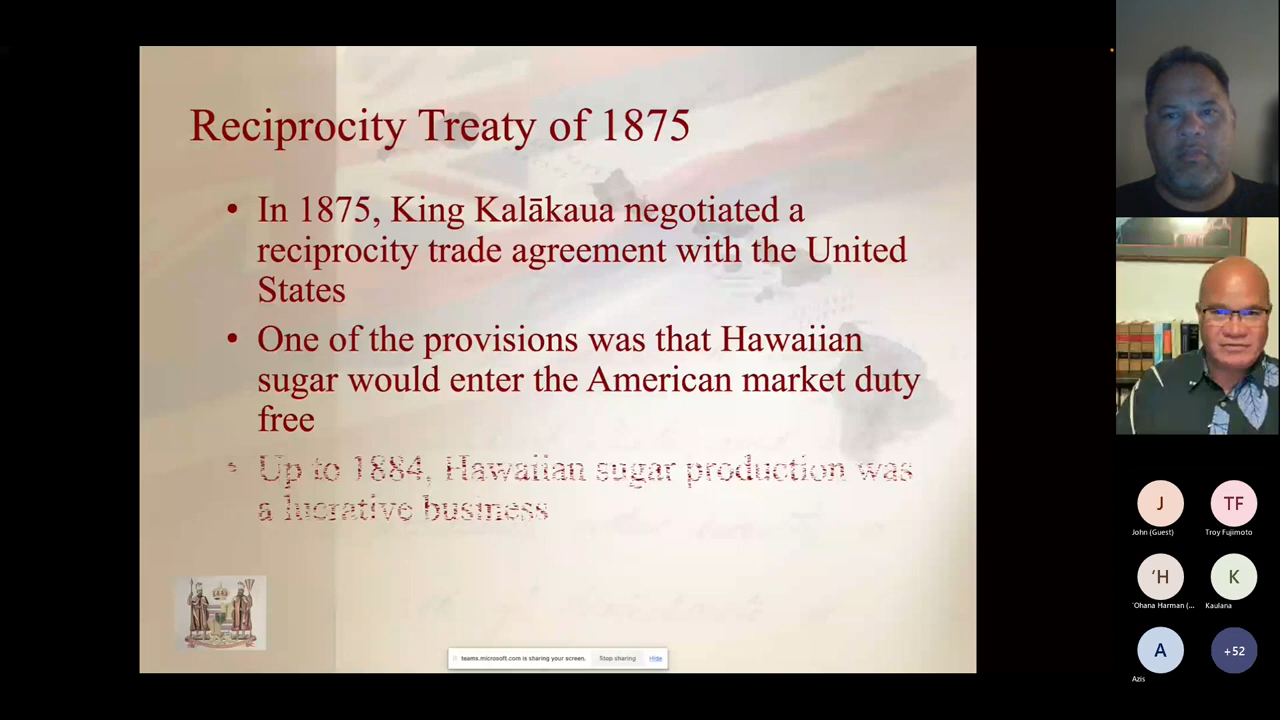 Reciprocity Treaty of 1875
• In 1875, King Kalākaua negotiated a
reciprocity trade agreement with the United
States
• One of the provisions was that Hawaiian
sugar would enter the American market duty
free
• Up to 1884, Hawaiian sugar production was
a lucrative business
teams.microsoft.com is sharing your screen. Stop sharing Hide
J TF
John (Guest) Troy Fujimoto
ʻH K
ʻOhana Harman (... Kaulana
A +52
Azis